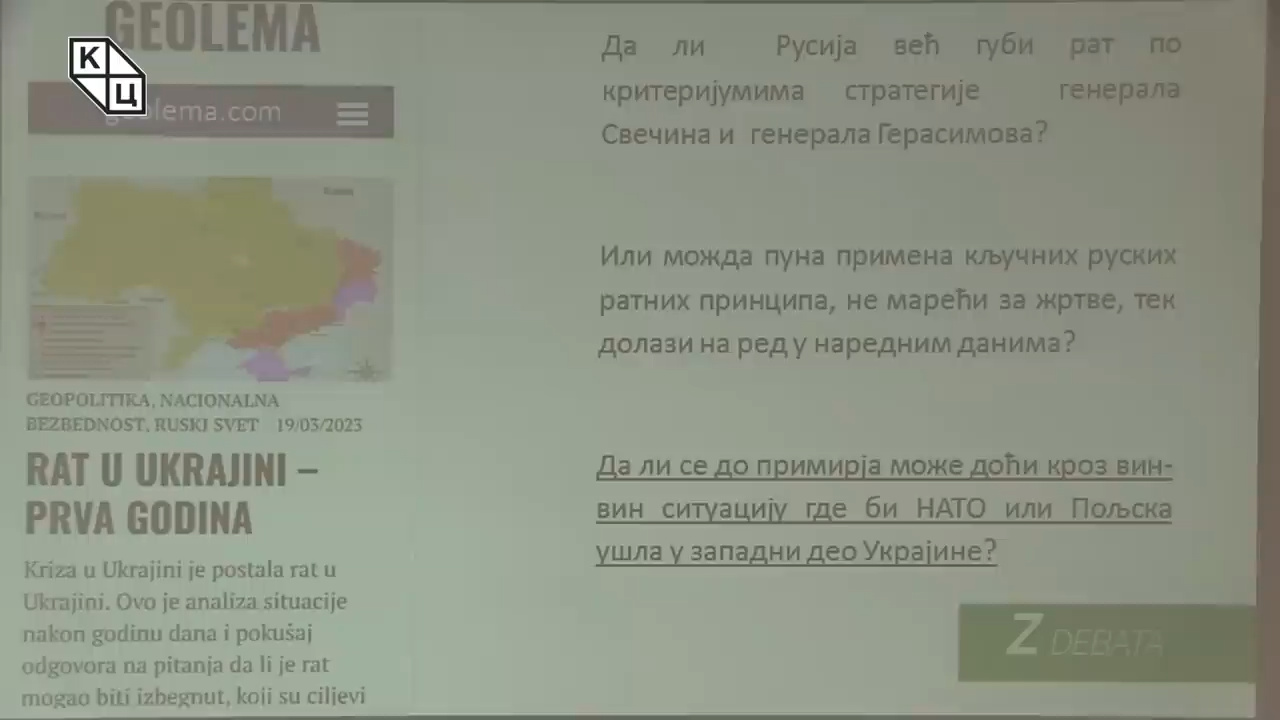 GEOLEMA
К
Ц
geolema.com
GEOPOLITIKA, NACIONALNA
BEZBEDNOST, RUSKI SVET 19/03/2023
RAT U UKRAJINI –
PRVA GODINA
Kriza u Ukrajini je postala rat u
Ukrajini. Ovo je analiza situacije
nakon godinu dana i pokušaj
odgovora na pitanja da li je rat
mogao biti izbegnut, koji su ciljevi
Да ли Русија већ губи рат по
критеријумима стратегије генерала
Свечина и генерала Герасимова?
Или можда пуна примена кључних руских
ратних принципа, не марећи за жртве, тек
долази на ред у наредним данима?
Да ли се до примирја може доћи кроз вин-
вин ситуацију где би НАТО или Пољска
ушла у западни део Украјине?
Z DEBATA